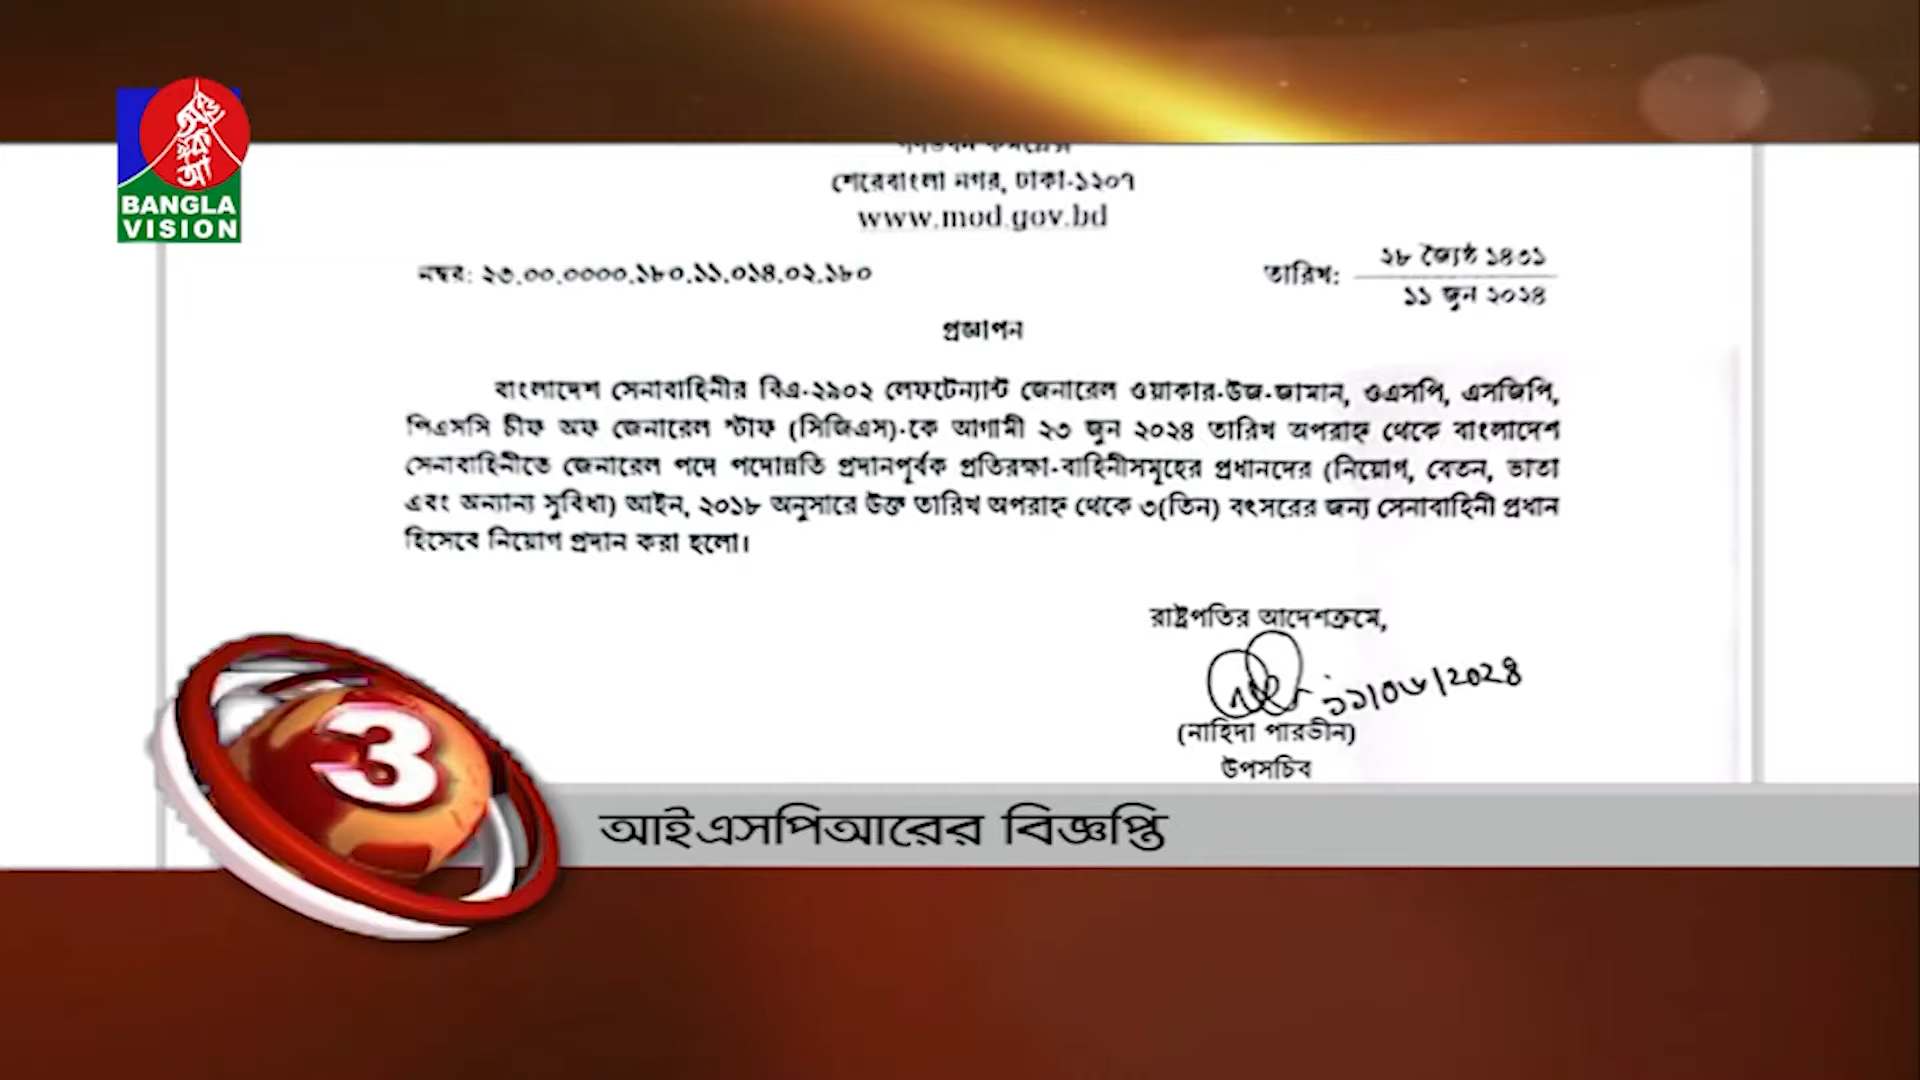 BANGLA
VISION
শেরেবাংলা নগর, ঢাকা-১২০৭
www.mod.gov.bd
নম্বর: ২৩.০০.০০০০.১৮০.১১.০১৪.০২.১৮০
তারিখ:
২৮ জ্যৈষ্ঠ ১৪৩১
১১ জুন ২০২৪
প্রজ্ঞাপন
বাংলাদেশ সেনাবাহিনীর বিএ-২৯০২ লেফটেন্যান্ট জেনারেল ওয়াকার-উজ-জামান, ওএসপি, এসজিপি,
পিএসসি চীফ অফ জেনারেল স্টাফ (সিজিএস)-কে আগামী ২৩ জুন ২০২৪ তারিখ অপরাহ্ন থেকে বাংলাদেশ
সেনাবাহিনীতে জেনারেল পদে পদোন্নতি প্রদানপূর্বক প্রতিরক্ষা-বাহিনীসমূহের প্রধানদের (নিয়োগ, বেতন, ভাতা
এবং অন্যান্য সুবিধা) আইন, ২০১৮ অনুসারে উক্ত তারিখ অপরাহ্ন থেকে ৩(তিন) বৎসরের জন্য সেনাবাহিনী প্রধান
হিসেবে নিয়োগ প্রদান করা হলো।
রাষ্ট্রপতির আদেশক্রমে,
১১/০৬/২০২৪
(নাহিদা পারভীন)
উপসচিব
3
আইএসপিআরের বিজ্ঞপ্তি